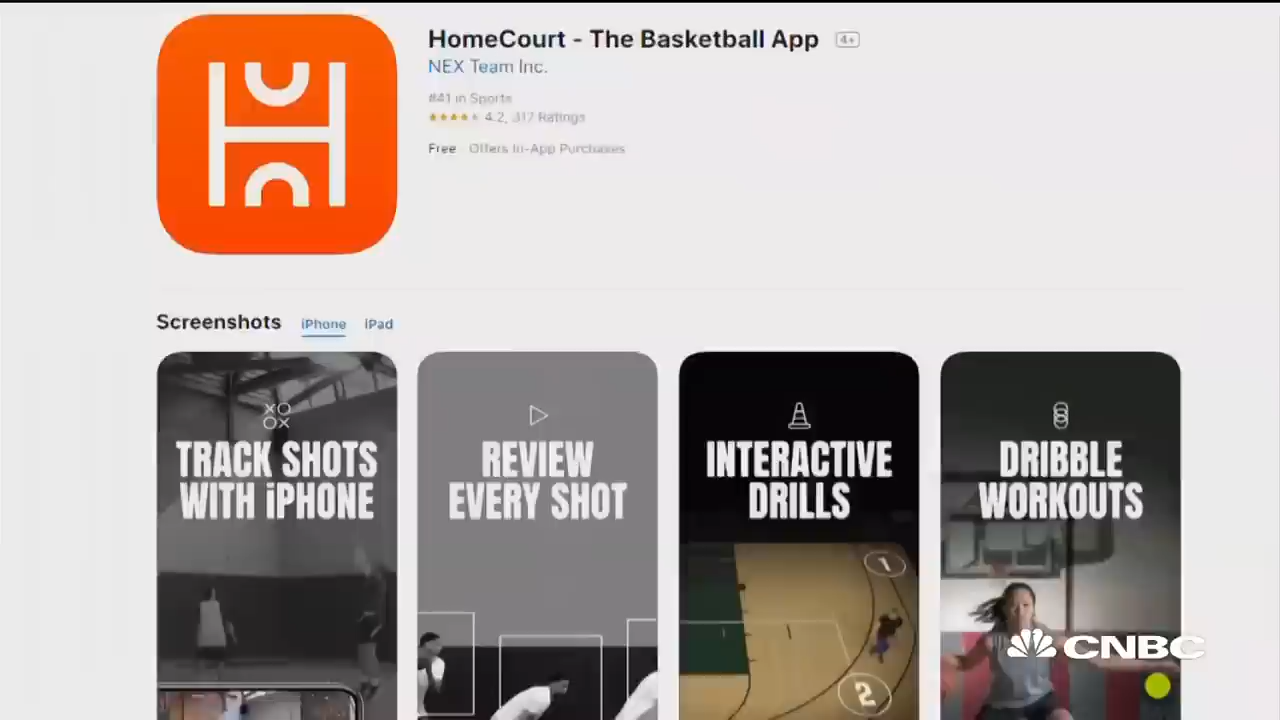 HomeCourt - The Basketball App 4+
NEX Team Inc.
#41 in Sports
4.2, 317 Ratings
Free Offers In-App Purchases
Screenshots iPhone iPad
TRACK SHOTS
WITH iPHONE
REVIEW
EVERY SHOT
INTERACTIVE
DRILLS
1
2
DRIBBLE
WORKOUTS
CNBC